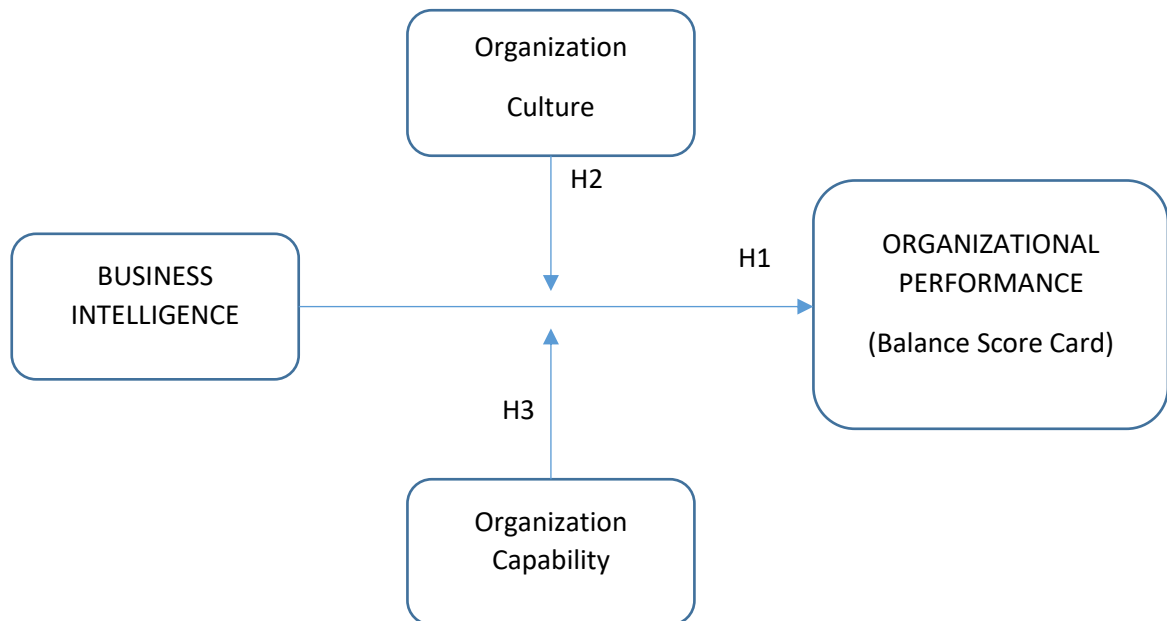 Organization
Culture
H2
BUSINESS
INTELLIGENCE
H1
ORGANIZATIONAL
PERFORMANCE
(Balance Score Card)
H3
Organization
Capability